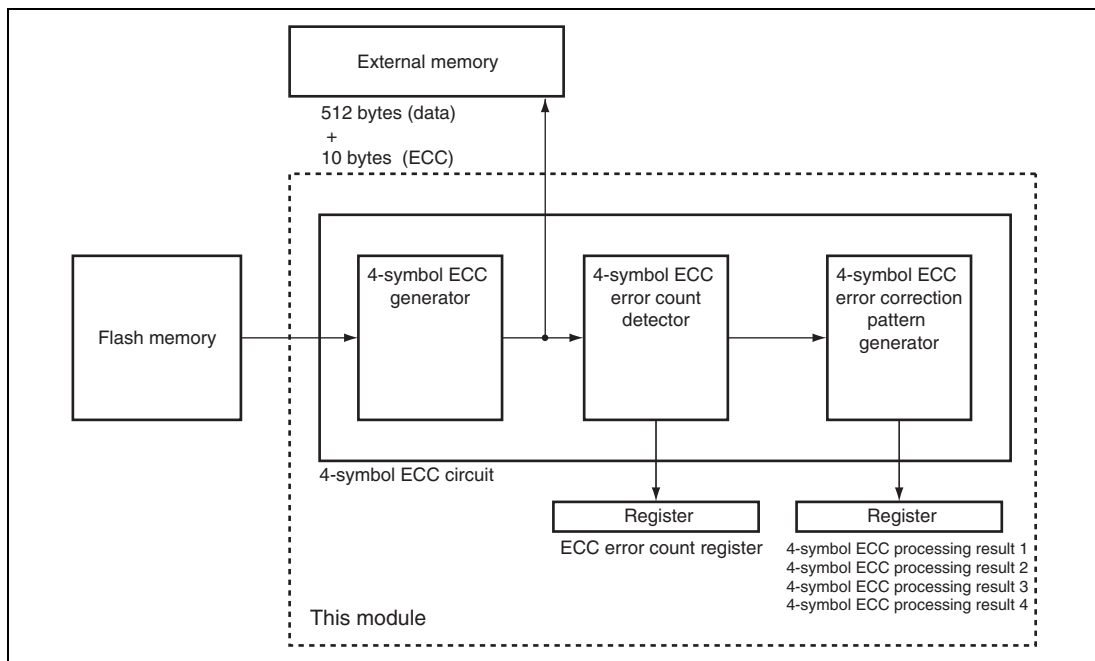 External memory
512 bytes (data)
+
10 bytes (ECC)
Flash memory
4-symbol ECC
generator
4-symbol ECC
error count
detector
4-symbol ECC
error correction
pattern
generator
4-symbol ECC circuit
Register
ECC error count register
Register
4-symbol ECC processing result 1
4-symbol ECC processing result 2
4-symbol ECC processing result 3
4-symbol ECC processing result 4
This module